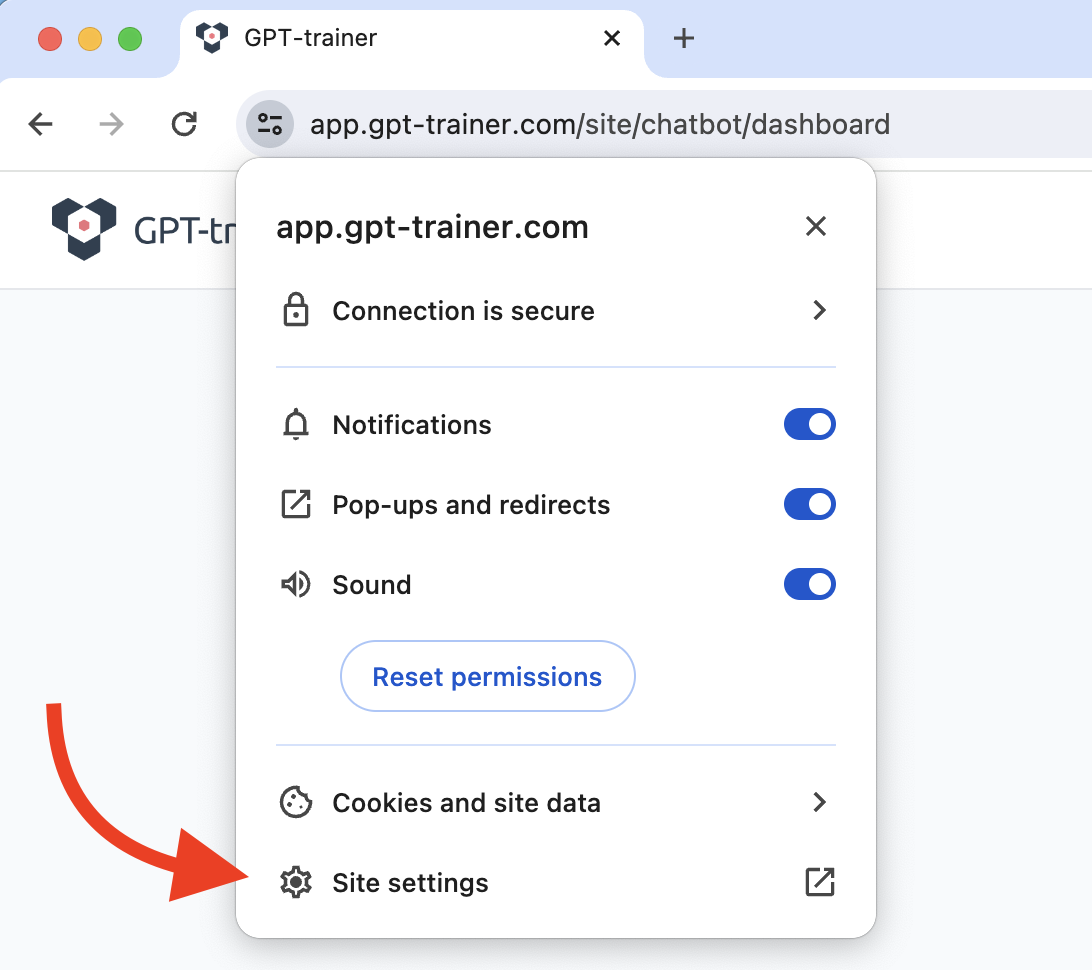 GPT-trainer
app.gpt-trainer.com/site/chatbot/dashboard
GPT-tr
app.gpt-trainer.com
Connection is secure
Notifications
Pop-ups and redirects
Sound
Reset permissions
Cookies and site data
Site settings